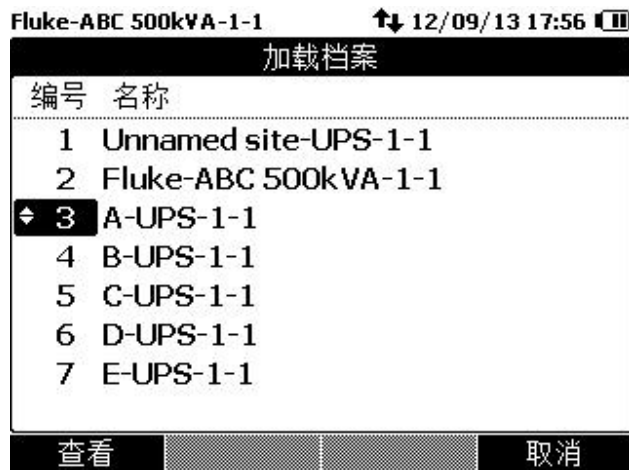 Fluke-ABC 500kVA-1-1 12/09/13 17:56
加载档案
编号 名称
1 Unnamed site-UPS-1-1
2 Fluke-ABC 500kVA-1-1
3 A-UPS-1-1
4 B-UPS-1-1
5 C-UPS-1-1
6 D-UPS-1-1
7 E-UPS-1-1
查看 取消